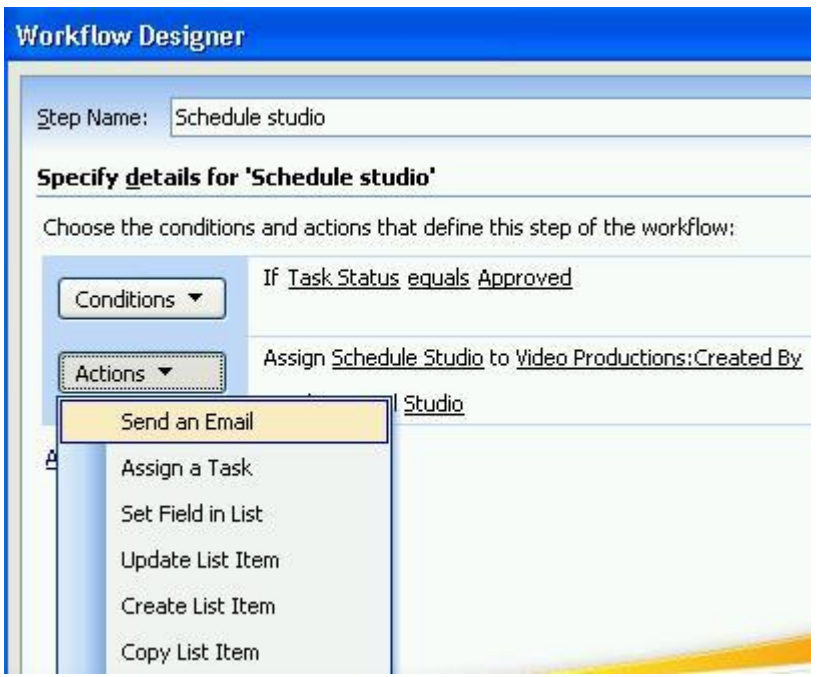 Workflow Designer
Step Name: Schedule studio
Specify details for 'Schedule studio'
Choose the conditions and actions that define this step of the workflow:
Conditions
If Task Status equals Approved
Actions
Assign Schedule Studio to Video Productions:Created By
Studio
Send an Email
Assign a Task
Set Field in List
Update List Item
Create List Item
Copy List Item